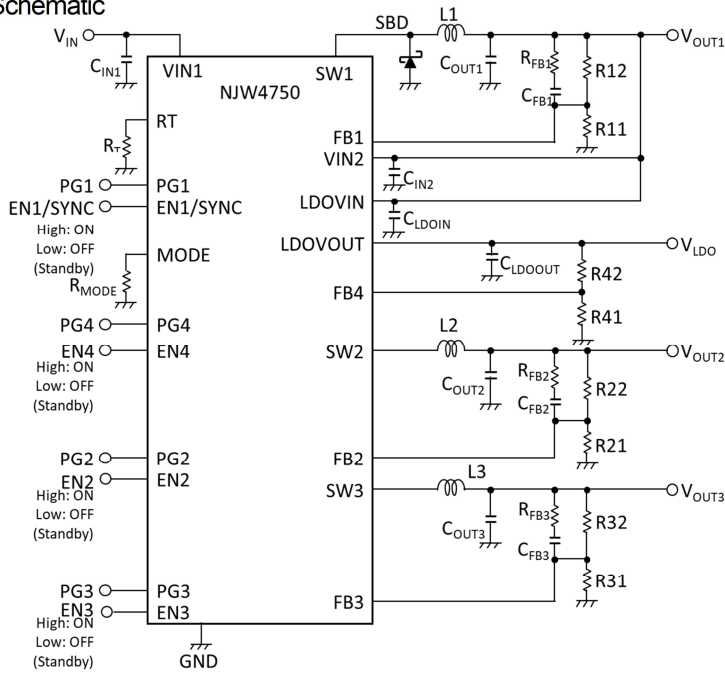 Schematic
SBD
L1
VIN
VOUT1
CIN1
VIN1
SW1
COUT1
RFB1
R12
NJW4750
CFB1
RT
R11
RT
FB1
VIN2
PG1
PG1
CIN2
EN1/SYNC
EN1/SYNC
LDOVIN
High: ON
Low: OFF
(Standby)
CLDOIN
MODE
LDOVOUT
VLDO
RMODE
CLDOOUT
R42
FB4
R41
PG4
PG4
L2
EN4
EN4
SW2
VOUT2
High: ON
Low: OFF
(Standby)
COUT2
RFB2
R22
CFB2
R21
PG2
PG2
FB2
EN2
EN2
L3
High: ON
Low: OFF
(Standby)
SW3
VOUT3
COUT3
RFB3
R32
CFB3
R31
PG3
PG3
FB3
EN3
EN3
High: ON
Low: OFF
(Standby)
GND